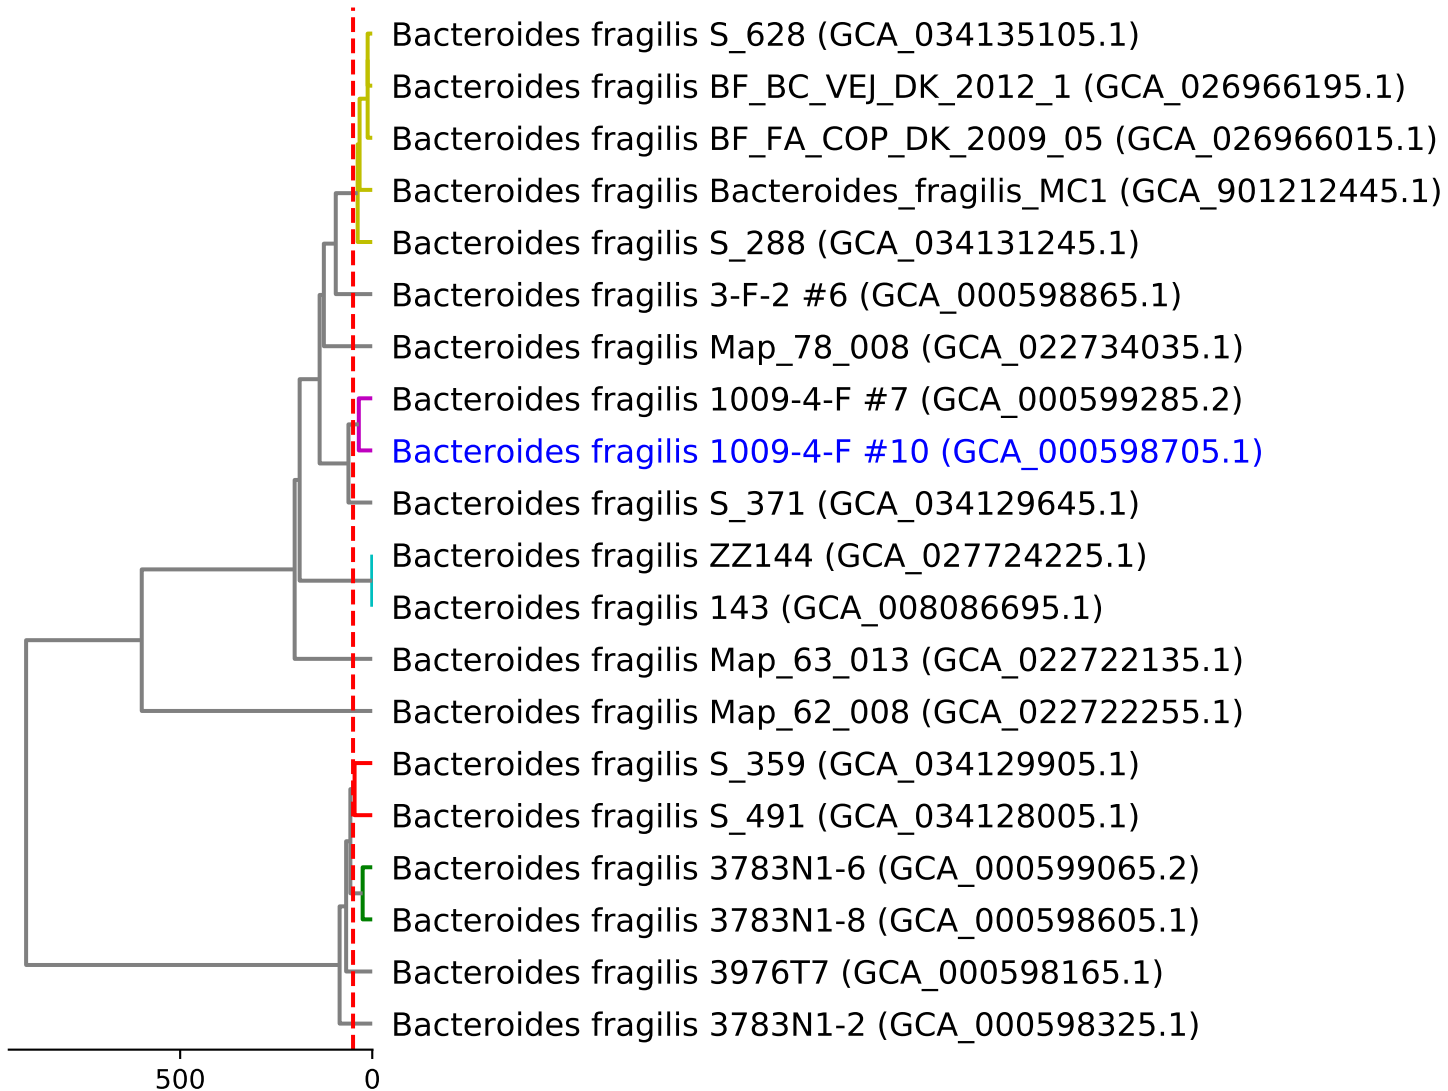 Bacteroides fragilis S_628 (GCA_034135105.1)
Bacteroides fragilis BF_BC_VEJ_DK_2012_1 (GCA_026966195.1)
Bacteroides fragilis BF_FA_COP_DK_2009_05 (GCA_026966015.1)
Bacteroides fragilis Bacteroides_fragilis_MC1 (GCA_901212445.1)
Bacteroides fragilis S_288 (GCA_034131245.1)
Bacteroides fragilis 3-F-2 #6 (GCA_000598865.1)
Bacteroides fragilis Map_78_008 (GCA_022734035.1)
Bacteroides fragilis 1009-4-F #7 (GCA_000599285.2)
Bacteroides fragilis 1009-4-F #10 (GCA_000598705.1)
Bacteroides fragilis S_371 (GCA_034129645.1)
Bacteroides fragilis ZZ144 (GCA_027724225.1)
Bacteroides fragilis 143 (GCA_008086695.1)
Bacteroides fragilis Map_63_013 (GCA_022722135.1)
Bacteroides fragilis Map_62_008 (GCA_022722255.1)
Bacteroides fragilis S_359 (GCA_034129905.1)
Bacteroides fragilis S_491 (GCA_034128005.1)
Bacteroides fragilis 3783N1-6 (GCA_000599065.2)
Bacteroides fragilis 3783N1-8 (GCA_000598605.1)
Bacteroides fragilis 3976T7 (GCA_000598165.1)
Bacteroides fragilis 3783N1-2 (GCA_000598325.1)
500 0